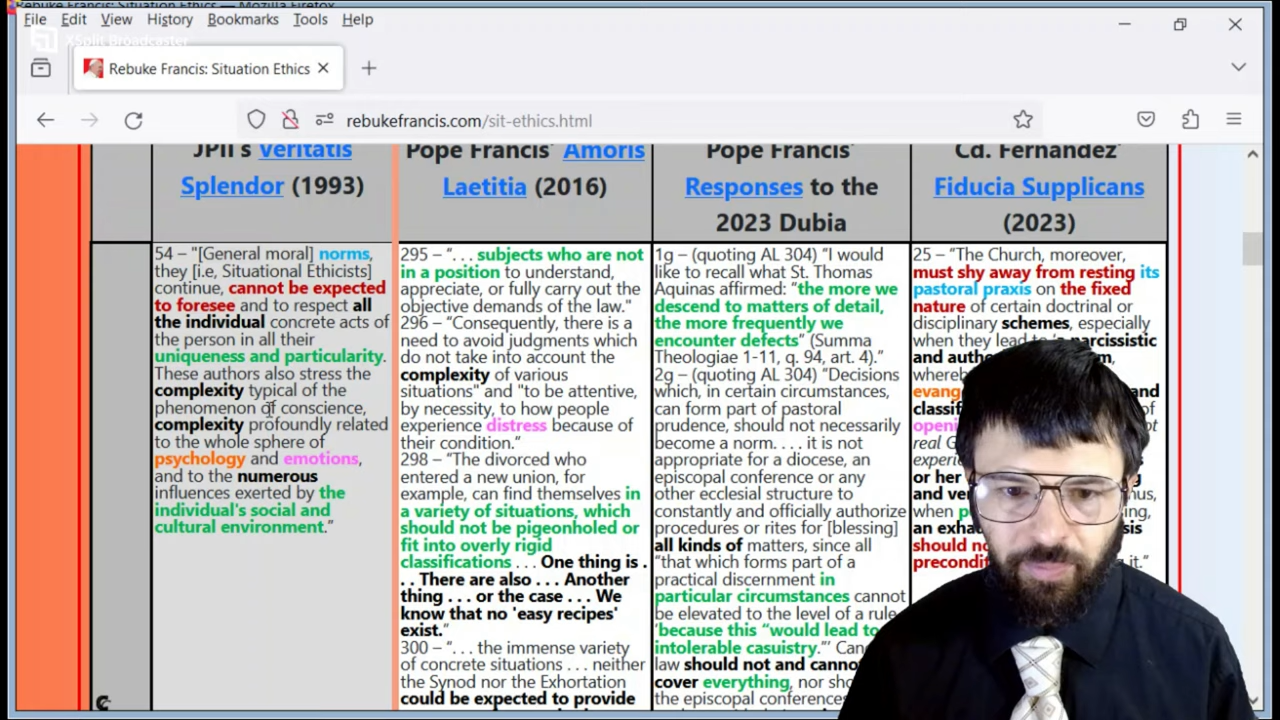 Rebuke Francis: Situation Ethics — Mozilla Firefox
File Edit View History Bookmarks Tools Help
XSplit Broadcaster
Rebuke Francis: Situation Ethics
rebukefrancis.com/sit-ethics.html
JPII's Veritatis
Splendor (1993)
54 – "[General moral] norms,
they [i.e, Situational Ethicists]
continue, cannot be expected
to foresee and to respect all
the individual concrete acts of
the person in all their
uniqueness and particularity.
These authors also stress the
complexity typical of the
phenomenon of conscience,
complexity profoundly related
to the whole sphere of
psychology and emotions,
and to the numerous
influences exerted by the
individual's social and
cultural environment.”
Pope Francis’ Amoris
Laetitia (2016)
295 – “. . . subjects who are not
in a position to understand,
appreciate, or fully carry out the
objective demands of the law."
296 – “Consequently, there is a
need to avoid judgments which
do not take into account the
complexity of various
situations" and "to be attentive,
by necessity, to how people
experience distress because of
their condition.”
298 – “The divorced who
entered a new union, for
example, can find themselves in
a variety of situations, which
should not be pigeonholed or
fit into overly rigid
classifications . . . One thing is .
. . There are also . . . Another
thing . . . or the case . . . We
know that no 'easy recipes'
exist.”
300 – “. . . the immense variety
of concrete situations . . . neither
the Synod nor the Exhortation
could be expected to provide
Pope Francis’
Responses to the
2023 Dubia
1g – (quoting AL 304) “I would
like to recall what St. Thomas
Aquinas affirmed: “the more we
descend to matters of detail,
the more frequently we
encounter defects” (Summa
Theologiae 1-11, q. 94, art. 4).”
2g – (quoting AL 304) “Decisions
which, in certain circumstances,
can form part of pastoral
prudence, should not necessarily
become a norm. . . . it is not
appropriate for a diocese, an
episcopal conference or any
other ecclesial structure to
constantly and officially authorize
procedures or rites for [blessing]
all kinds of matters, since all
“that which forms part of a
practical discernment in
particular circumstances cannot
be elevated to the level of a rule
‘because this “would lead to
intolerable casuistry.”’
law should not and
cover everything, nor
the episcopal conferences
Cd. Fernandez’
Fiducia Supplicans
(2023)
25 – “The Church, moreover,
must shy away from resting its
pastoral praxis on the fixed
nature of certain doctrinal or
disciplinary schemes, especially
when they lead to 'a narcissistic
and
and
of
or her
and
when
an
should
it.”